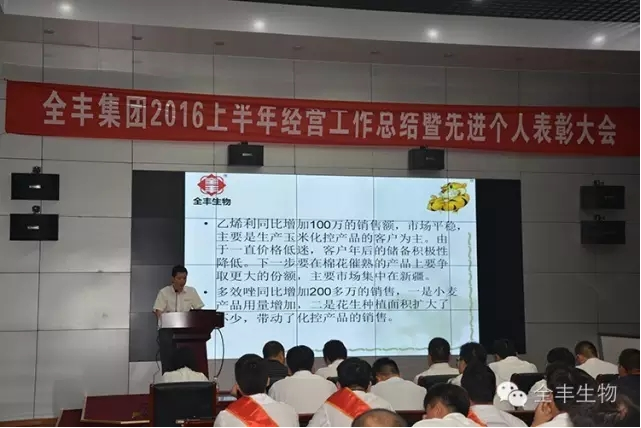 全丰集团2016上半年经营工作总结暨先进个人表彰大会
全丰
全丰生物
• 乙烯利同比增加100万的销售额，市场平稳，
主要是生产玉米化控产品的客户为主。由
于一直价格低迷，客户年后的储备积极性
降低。下一步要在棉花催熟的产品上要争
取更大的份额，主要市场集中在新疆。
• 多效唑同比增加200多万的销售，一是小麦
产品用量增加，二是花生种植面积扩大了
不少，带动了化控产品的销售。
全丰生物